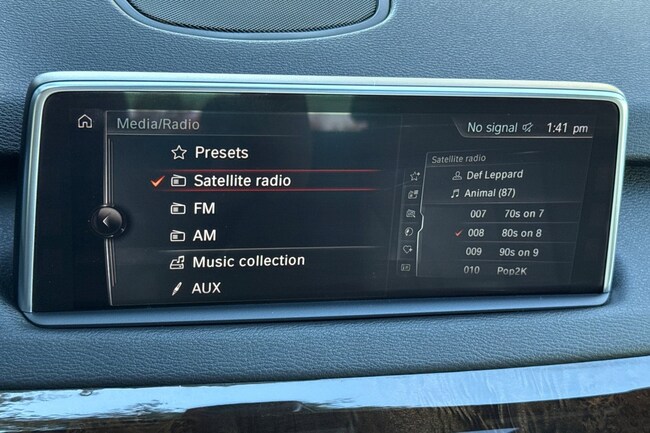 Media/Radio
No signal 1:41 pm
Presets
Satellite radio
FM
AM
Music collection
AUX
Satellite radio
Def Leppard
Animal (87)
007 70s on 7
008 80s on 8
009 90s on 9
010 Pop2K